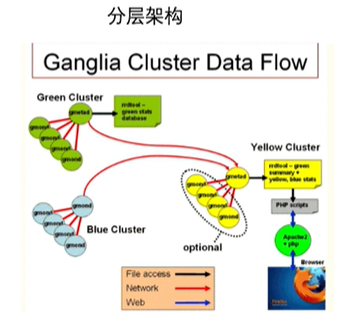 分层架构
Ganglia Cluster Data Flow
Green Cluster
gmetad
rrdtool –
green stats
database
gmond
gmond
gmond
gmond
Yellow Cluster
gmetad
rrdtool – green
summary +
yellow, blue stats
gmond
gmond
gmond
gmond
PHP scripts
gmond
gmond
gmond
gmond
gmond
Blue Cluster
optional
Apache2
+ php
Browser
File access
Network
Web